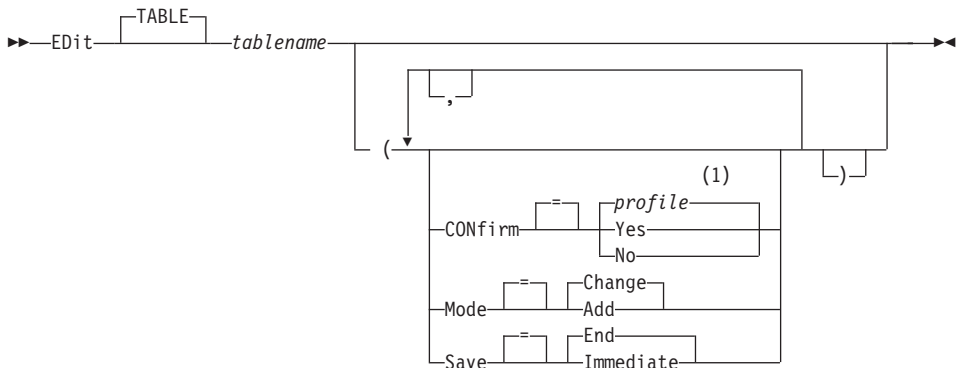 TABLE
►►—EDit tablename ►◄
,
( )
(1)
CONfirm = profile
Yes
No
Mode = Change
Add
Save = End
Immediate